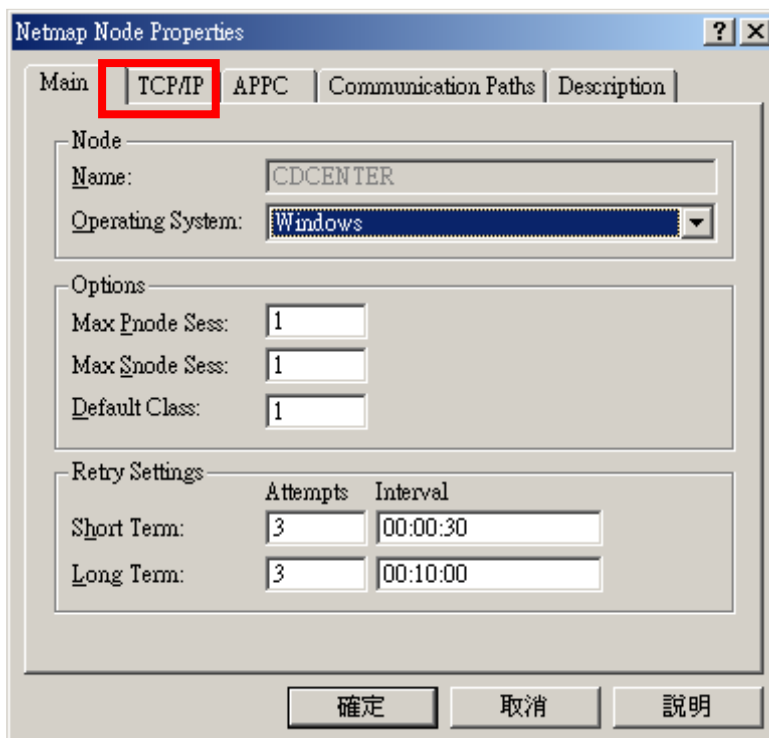 Netmap Node Properties
Main TCP/IP APPC Communication Paths Description
Node
Name: CDCENTER
Operating System: Windows
Options
Max Pnode Sess: 1
Max Snode Sess: 1
Default Class: 1
Retry Settings
Attempts Interval
Short Term: 3 00:00:30
Long Term: 3 00:10:00
確定 取消 說明